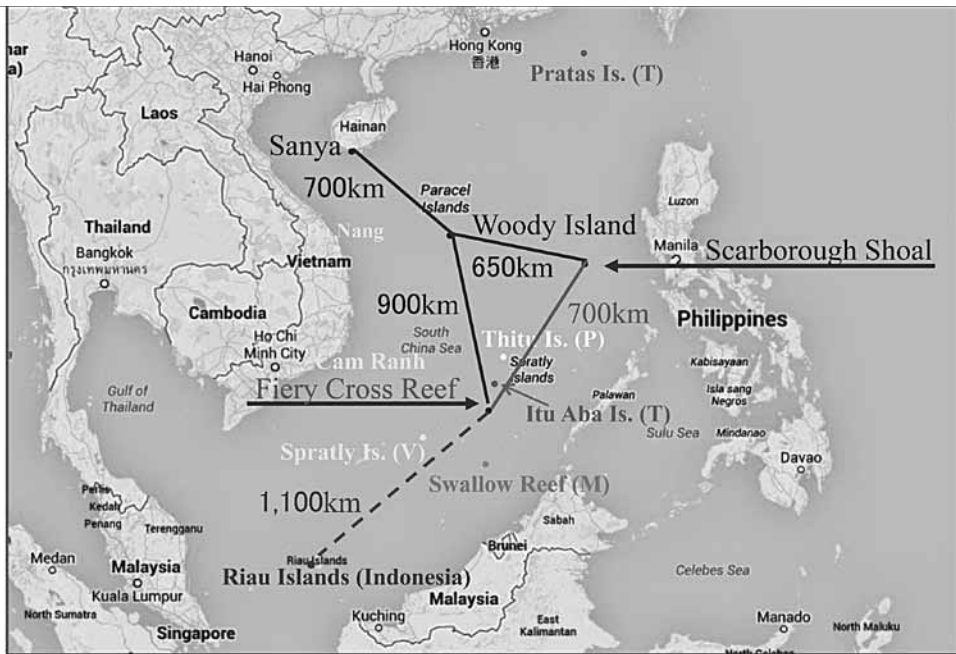 Hong Kong
香港
nar
a)
Hanoi
Hai Phong
Pratas Is. (T)
Laos
Hainan
Sanya
700km
Paracel
Islands
Luzon
Woody Island
Thailand
Nang
Manila
Bangkok
กรุงเทพมหานคร
Vietnam
650km
Scarborough Shoal
900km
700km
Cambodia
Philippines
South
China Sea
Thitu Is. (P)
Ho Chi
Minh City
Cam Ranh
Spratly
Islands
Kabisayaan
Gulf of
Thailand
Fiery Cross Reef
Palawan
Isla sang
Negros
Itu Aba Is. (T)
Sulu Sea
Mindanao
Spratly Is. (V)
Davao
Swallow Reef (M)
Perlis
Kedah
Penang
Terengganu
1,100km
Sabah
Brunei
Medan
Riau Islands
Malaysia
Riau Islands (Indonesia)
Celebes Sea
Kuala Lumpur
Malaysia
North Sumatra
Kuching
East
Kalimantan
Manado
North Maluku
Singapore